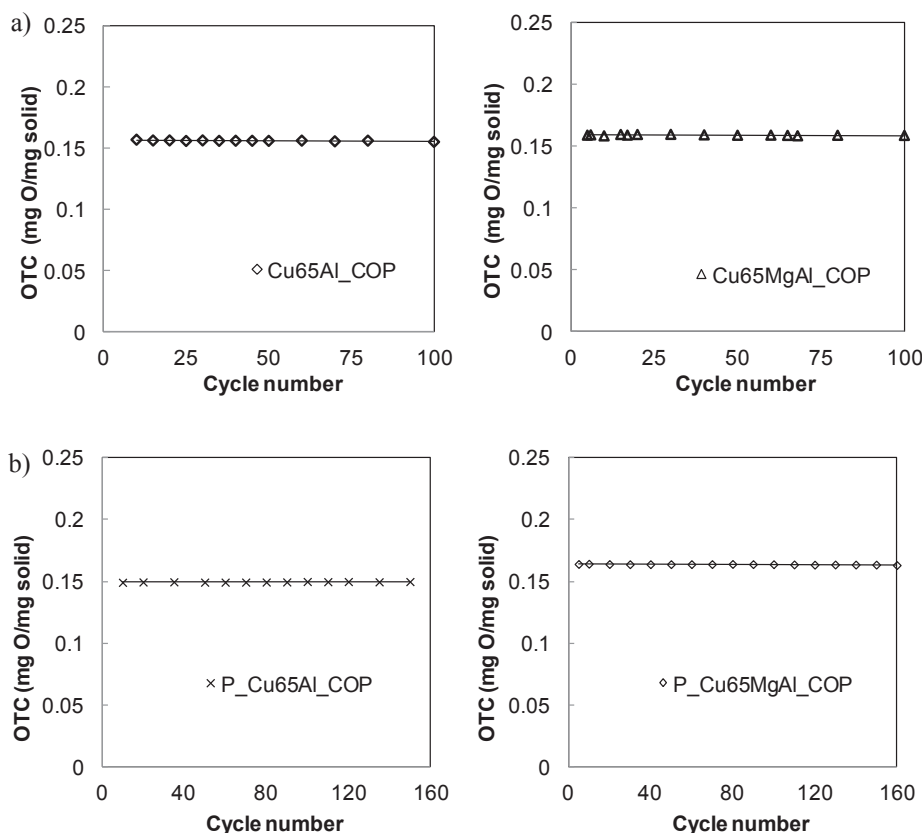 a)
0.25
0.2
0.15
0.1
0.05
0
OTC (mg O/mg solid)
Cu65Al_COP
0 25 50 75 100
Cycle number
0.25
0.2
0.15
0.1
0.05
0
OTC (mg O/mg solid)
Cu65MgAl_COP
0 25 50 75 100
Cycle number
b)
0.25
0.2
0.15
0.1
0.05
0
OTC (mg O/mg solid)
P_Cu65Al_COP
0 40 80 120 160
Cycle number
0.25
0.2
0.15
0.1
0.05
0
OTC (mg O/mg solid)
P_Cu65MgAl_COP
0 40 80 120 160
Cycle number